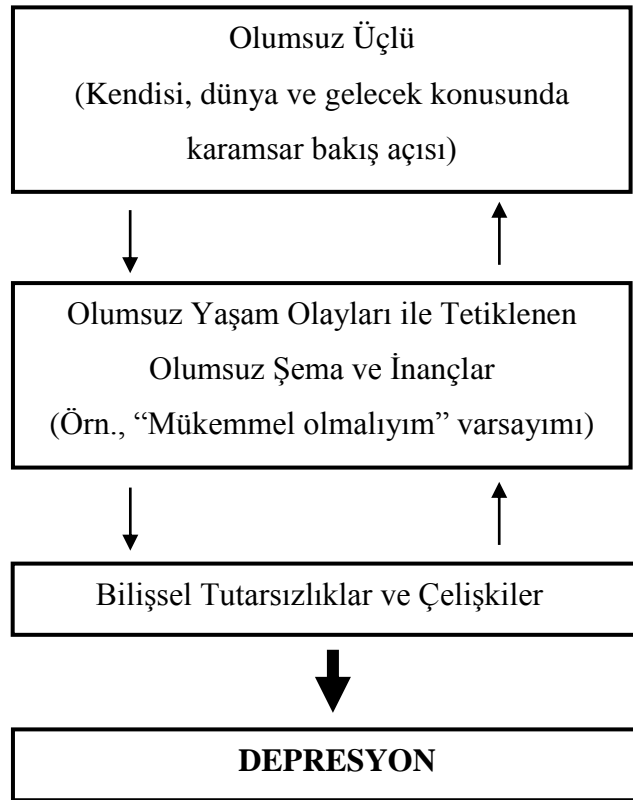 Olumsuz Üçlü
(Kendisi, dünya ve gelecek konusunda
karamsar bakış açısı)
Olumsuz Yaşam Olayları ile Tetiklenen
Olumsuz Şema ve İnançlar
(Örn., “Mükemmel olmalıyım” varsayımı)
Bilişsel Tutarsızlıklar ve Çelişkiler
DEPRESYON